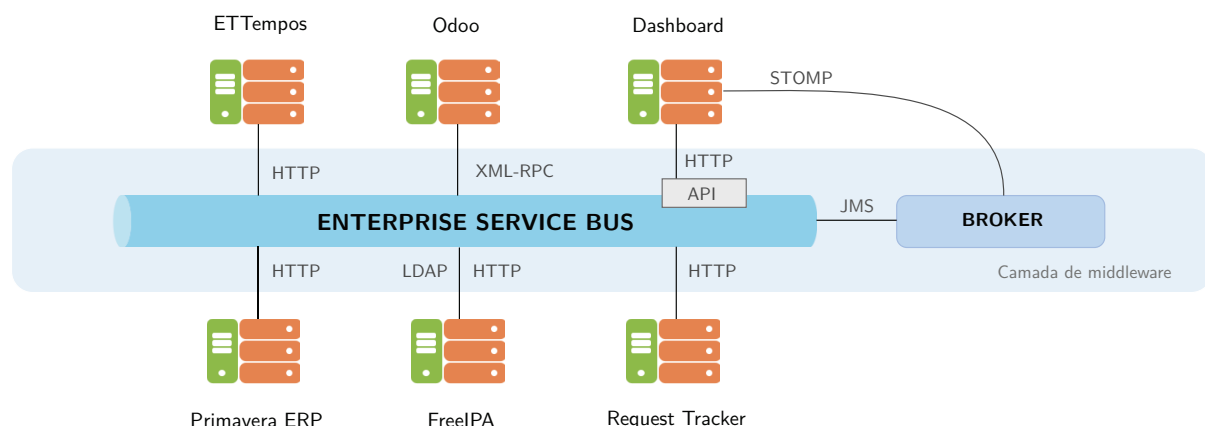 ETTempos
Odoo
Dashboard
STOMP
HTTP
XML-RPC
HTTP
API
ENTERPRISE SERVICE BUS
JMS
BROKER
HTTP
LDAP
HTTP
HTTP
Camada de middleware
Primavera ERP
FreeIPA
Request Tracker